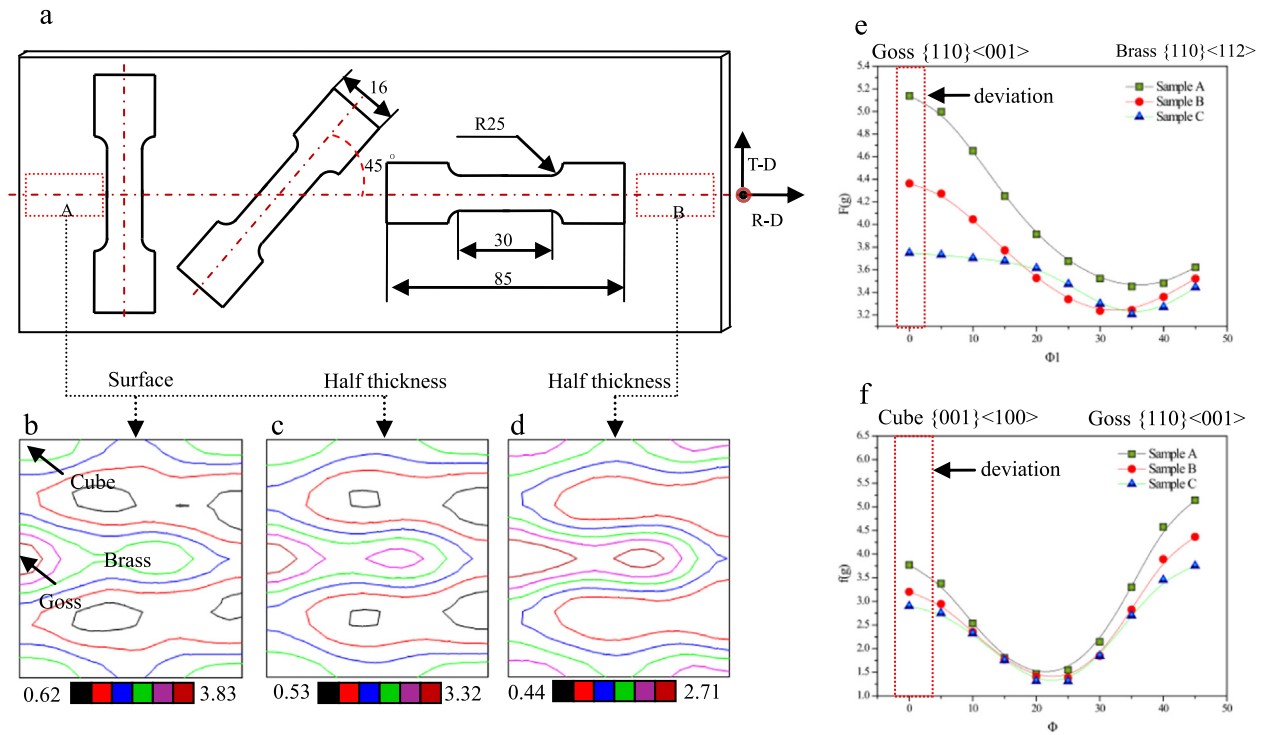 a
16
R25
45 °
T-D
A
B
R-D
30
85
Surface
Half thickness
Half thickness
b
c
d
Cube
Brass
Goss
0.62
3.83
0.53
3.32
0.44
2.71
e
Goss {110}<001>
Brass {110}<112>
deviation
Sample A
Sample B
Sample C
F(g)
5.4
5.2
5.0
4.8
4.6
4.4
4.2
4.0
3.8
3.6
3.4
3.2
0
10
20
30
40
50
Φ1
f
Cube {001}<100>
Goss {110}<001>
deviation
Sample A
Sample B
Sample C
f(g)
6.5
6.0
5.5
5.0
4.5
4.0
3.5
3.0
2.5
2.0
1.5
1.0
0
10
20
30
40
50
Φ